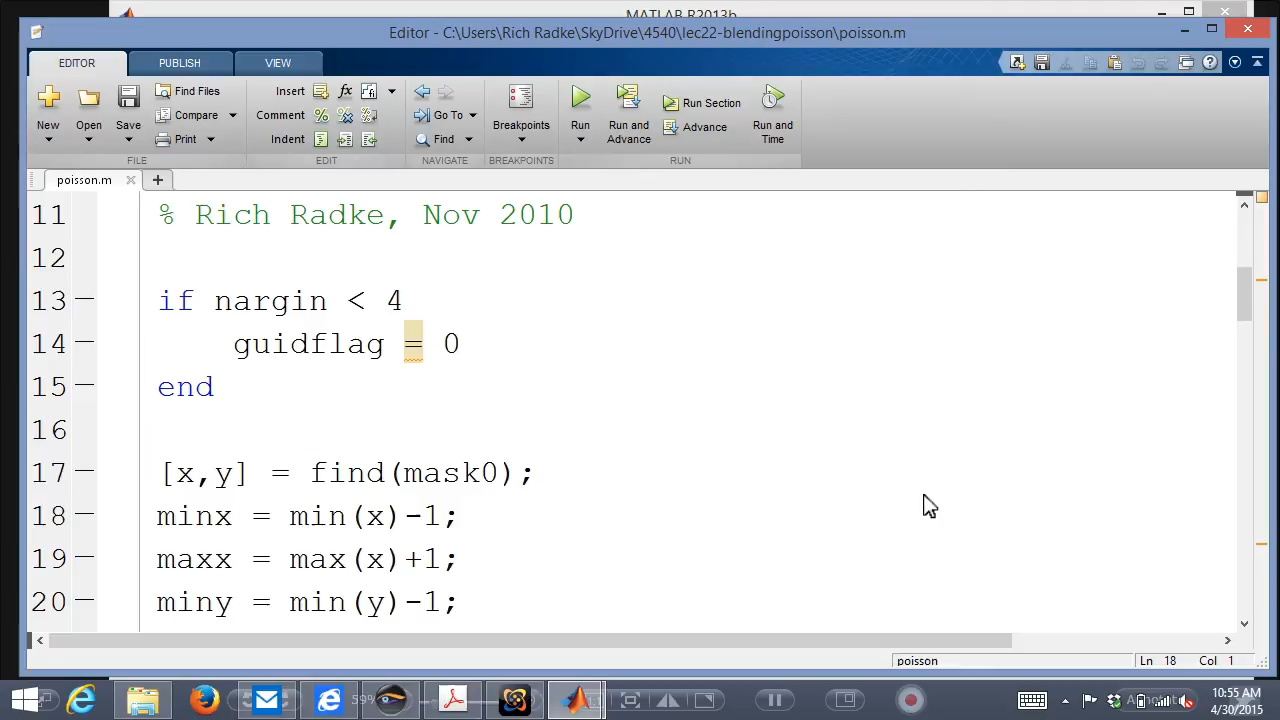 MATLAB R2013b
Editor - C:\Users\Rich Radke\SkyDrive\4540\lec22-blendingpoisson\poisson.m
EDITOR PUBLISH VIEW
New Open Save Find Files Compare Print
Insert fx Comment Indent
Go To Find
Breakpoints
Run Run and Advance Run Section Advance Run and Time
FILE EDIT NAVIGATE BREAKPOINTS RUN
poisson.m
11 % Rich Radke, Nov 2010
12
13 if nargin < 4
14 guidflag = 0
15 end
16
17 [x,y] = find(mask0);
18 minx = min(x)-1;
19 maxx = max(x)+1;
20 miny = min(y)-1;
poisson Ln 18 Col 1
59%
10:55 AM
4/30/2015